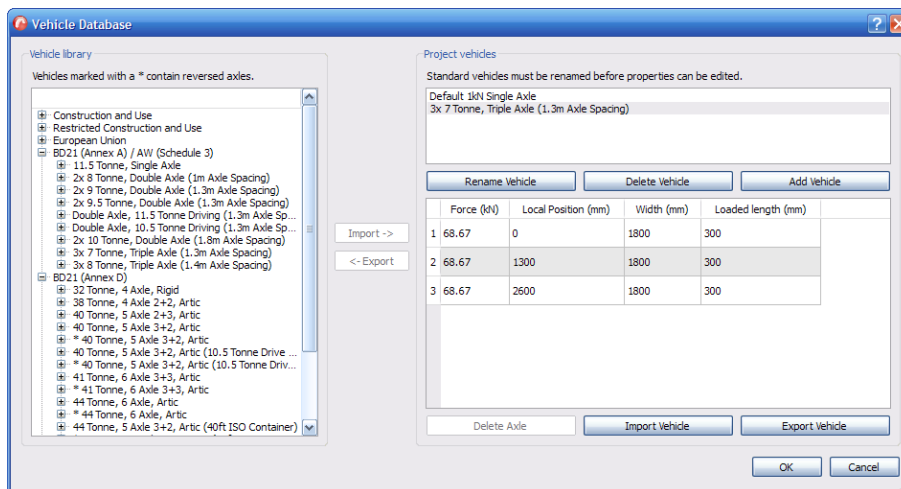 Vehicle Database
Vehicle library
Vehicles marked with a * contain reversed axles.
Construction and Use
Restricted Construction and Use
European Union
BD21 (Annex A) / AW (Schedule 3)
11.5 Tonne, Single Axle
2x 8 Tonne, Double Axle (1m Axle Spacing)
2x 9 Tonne, Double Axle (1.3m Axle Spacing)
2x 9.5 Tonne, Double Axle (1.3m Axle Spacing)
Double Axle, 11.5 Tonne Driving (1.3m Axle Sp...
Double Axle, 10.5 Tonne Driving (1.3m Axle Sp...
2x 10 Tonne, Double Axle (1.8m Axle Spacing)
3x 7 Tonne, Triple Axle (1.3m Axle Spacing)
3x 8 Tonne, Triple Axle (1.4m Axle Spacing)
BD21 (Annex D)
32 Tonne, 4 Axle, Rigid
38 Tonne, 4 Axle 2+2, Artic
40 Tonne, 5 Axle 2+3, Artic
40 Tonne, 5 Axle 3+2, Artic
* 40 Tonne, 5 Axle 3+2, Artic
40 Tonne, 5 Axle 3+2, Artic (10.5 Tonne Drive ...
* 40 Tonne, 5 Axle 3+2, Artic (10.5 Tonne Driv...
41 Tonne, 6 Axle 3+3, Artic
* 41 Tonne, 6 Axle 3+3, Artic
44 Tonne, 6 Axle, Artic
* 44 Tonne, 6 Axle, Artic
44 Tonne, 5 Axle 3+2, Artic (40ft ISO Container)
Import ->
<- Export
Project vehicles
Standard vehicles must be renamed before properties can be edited.
Default 1kN Single Axle
3x 7 Tonne, Triple Axle (1.3m Axle Spacing)
Rename Vehicle Delete Vehicle Add Vehicle
Force (kN) Local Position (mm) Width (mm) Loaded length (mm)
1 68.67 0 1800 300
2 68.67 1300 1800 300
3 68.67 2600 1800 300
Delete Axle Import Vehicle Export Vehicle
OK Cancel